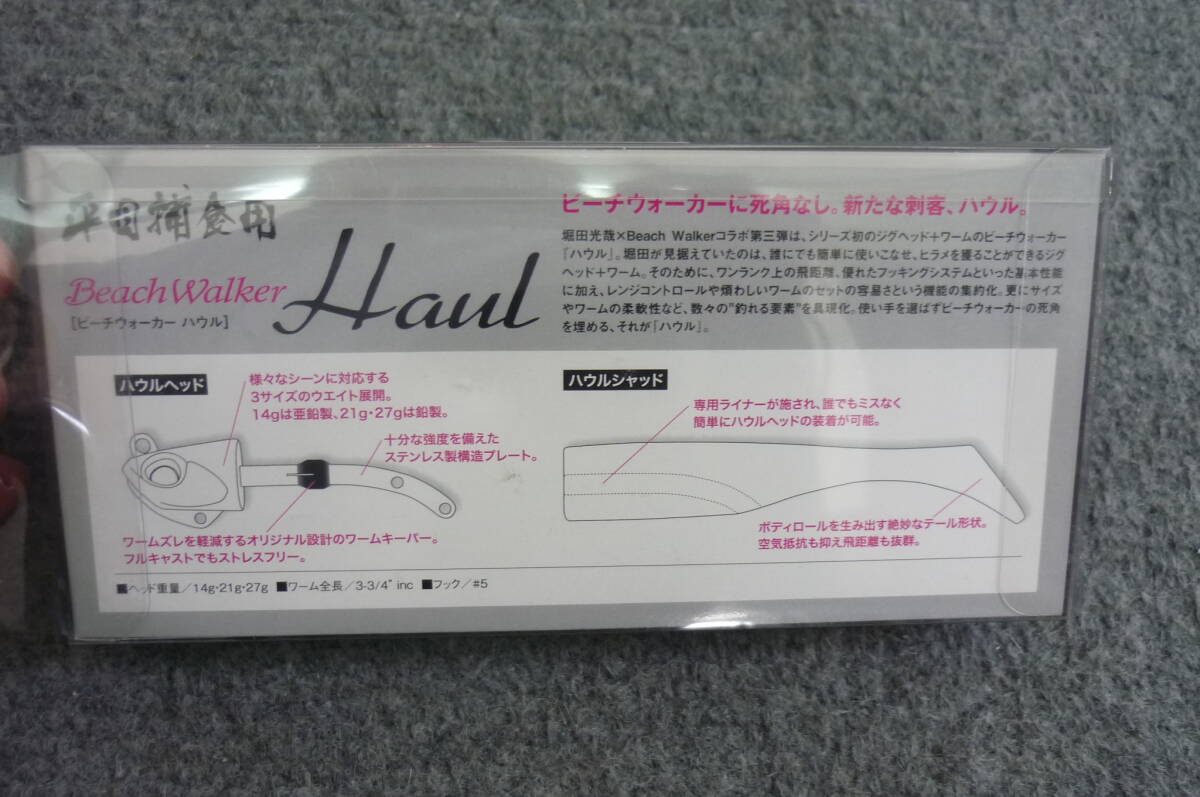 平目捕食用
Beach Walker Haul
[ビーチウォーカー ハウル]
ビーチウォーカーに死角なし。新たな刺客、ハウル。
堀田光哉×Beach Walkerコラボ第三弾は、シリーズ初のジグヘッド+ワームのビーチウォーカー
『ハウル』。堀田が見据えていたのは、誰にでも簡単に使いこなせ、ヒラメを獲ることができるジグ
ヘッド+ワーム。そのために、ワンランク上の飛距離、優れたフッキングシステムといった基本性能
に加え、レンジコントロールや煩わしいワームのセットの容易さという機能の集約化。更にサイズ
やワームの柔軟性など、数々の"釣れる要素"を具現化。使い手を選ばずビーチウォーカーの死角
を埋める、それが『ハウル』。
ハウルヘッド
様々なシーンに対応する
3サイズのウエイト展開。
14gは亜鉛製、21g・27gは鉛製。
十分な強度を備えた
ステンレス製構造プレート。
ワームズレを軽減するオリジナル設計のワームキーパー。
フルキャストでもストレスフリー。
ハウルシャッド
専用ライナーが施され、誰でもミスなく
簡単にハウルヘッドの装着が可能。
ボディロールを生み出す絶妙なテール形状。
空気抵抗も抑え飛距離も抜群。
■ヘッド重量/14g・21g・27g ■ワーム全長/3-3/4" inc ■フック/#5